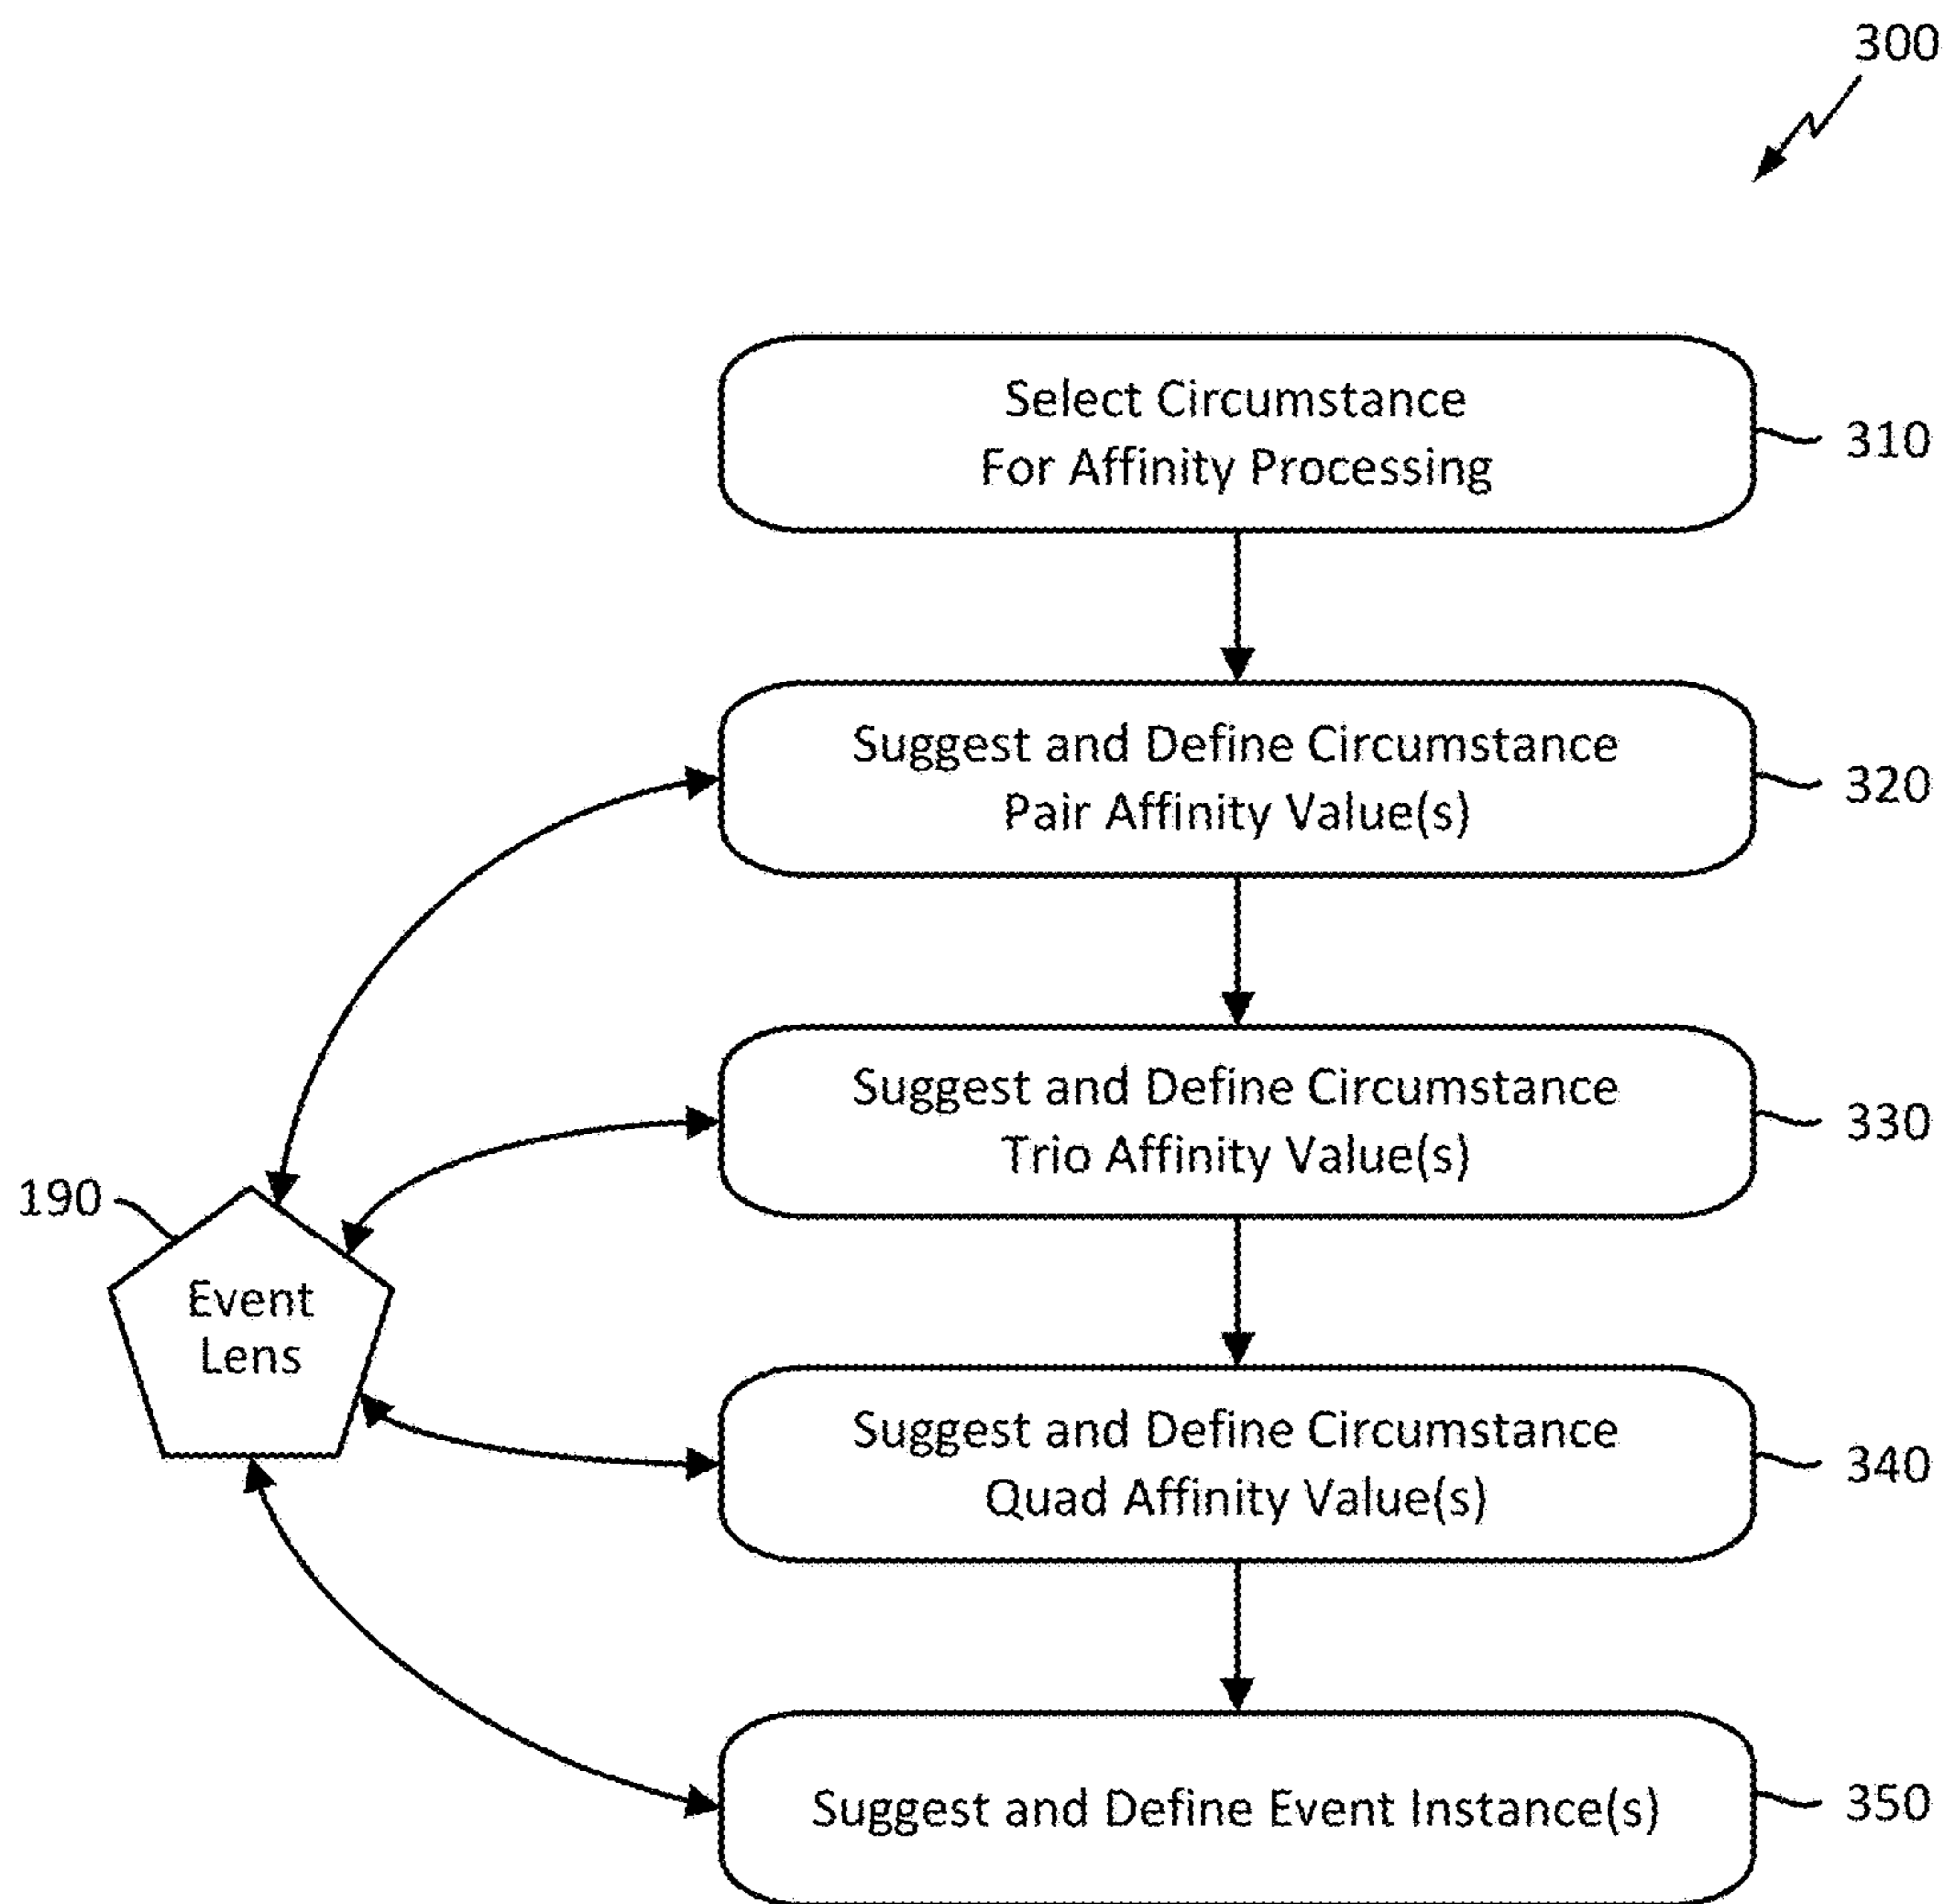 300
Select Circumstance
For Affinity Processing
310
Suggest and Define Circumstance
Pair Affinity Value(s)
320
Suggest and Define Circumstance
Trio Affinity Value(s)
330
190
Event
Lens
Suggest and Define Circumstance
Quad Affinity Value(s)
340
Suggest and Define Event Instance(s)
350